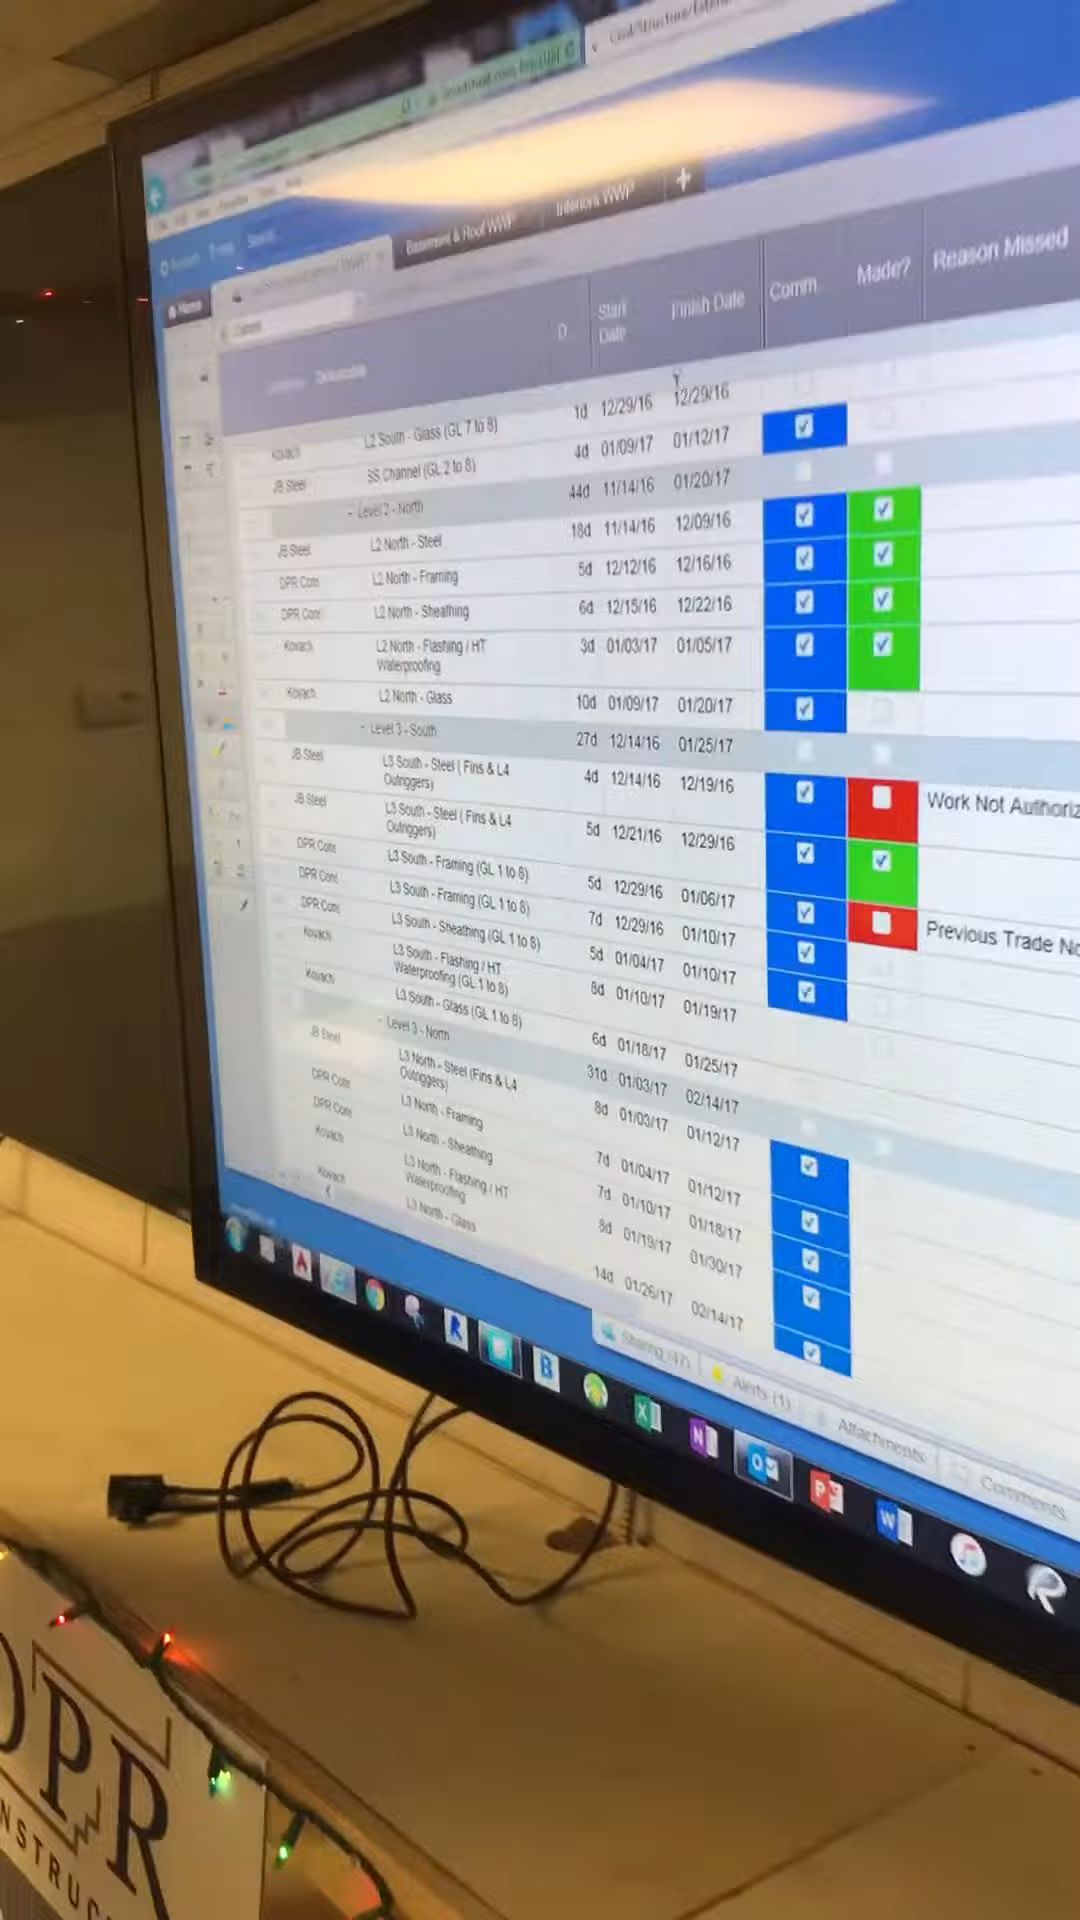 Basement & Roof WWP
Interiors WWP
+
Home
Current
D...
Start Date
Finish Date
Comm...
Made?
Reason Missed
Kovach L2 South - Glass (GL 7 to 8) 1d 12/29/16 12/29/16
JB Steel SS Channel (GL 2 to 8) 4d 01/09/17 01/12/17
- Level 2 - North 44d 11/14/16 01/20/17
JB Steel L2 North - Steel 18d 11/14/16 12/09/16
DPR Cons L2 North - Framing 5d 12/12/16 12/16/16
DPR Cons L2 North - Sheathing 6d 12/15/16 12/22/16
Kovach L2 North - Flashing / HT 3d 01/03/17 01/05/17
Waterproofing
Kovach L2 North - Glass 10d 01/09/17 01/20/17
- Level 3 - South 27d 12/14/16 01/25/17
JB Steel L3 South - Steel ( Fins & L4 4d 12/14/16 12/19/16 Work Not Authoriz
Outriggers)
JB Steel L3 South - Steel ( Fins & L4 5d 12/21/16 12/29/16
Outriggers)
DPR Cons L3 South - Framing (GL 1 to 6) 5d 12/29/16 01/06/17 Previous Trade No
DPR Cons L3 South - Framing (GL 1 to 8) 7d 12/29/16 01/10/17
DPR Cons L3 South - Sheathing (GL 1 to 8) 5d 01/04/17 01/10/17
Kovach L3 South - Flashing / HT 8d 01/10/17 01/19/17
Waterproofing (GL 1 to 8)
Kovach L3 South - Glass (GL 1 to 8) 6d 01/18/17 01/25/17
- Level 3 - North 31d 01/03/17 02/14/17
JB Steel L3 North - Steel (Fins & L4 8d 01/03/17 01/12/17
Outriggers)
DPR Cons L3 North - Framing 7d 01/04/17 01/12/17
DPR Cons L3 North - Sheathing 7d 01/10/17 01/18/17
Kovach L3 North - Flashing / HT 8d 01/19/17 01/30/17
Waterproofing
Kovach L3 North - Glass 14d 01/26/17 02/14/17
Sharing (47)
Alerts (1)
Attachments
Comments
DPR
NSTRUC